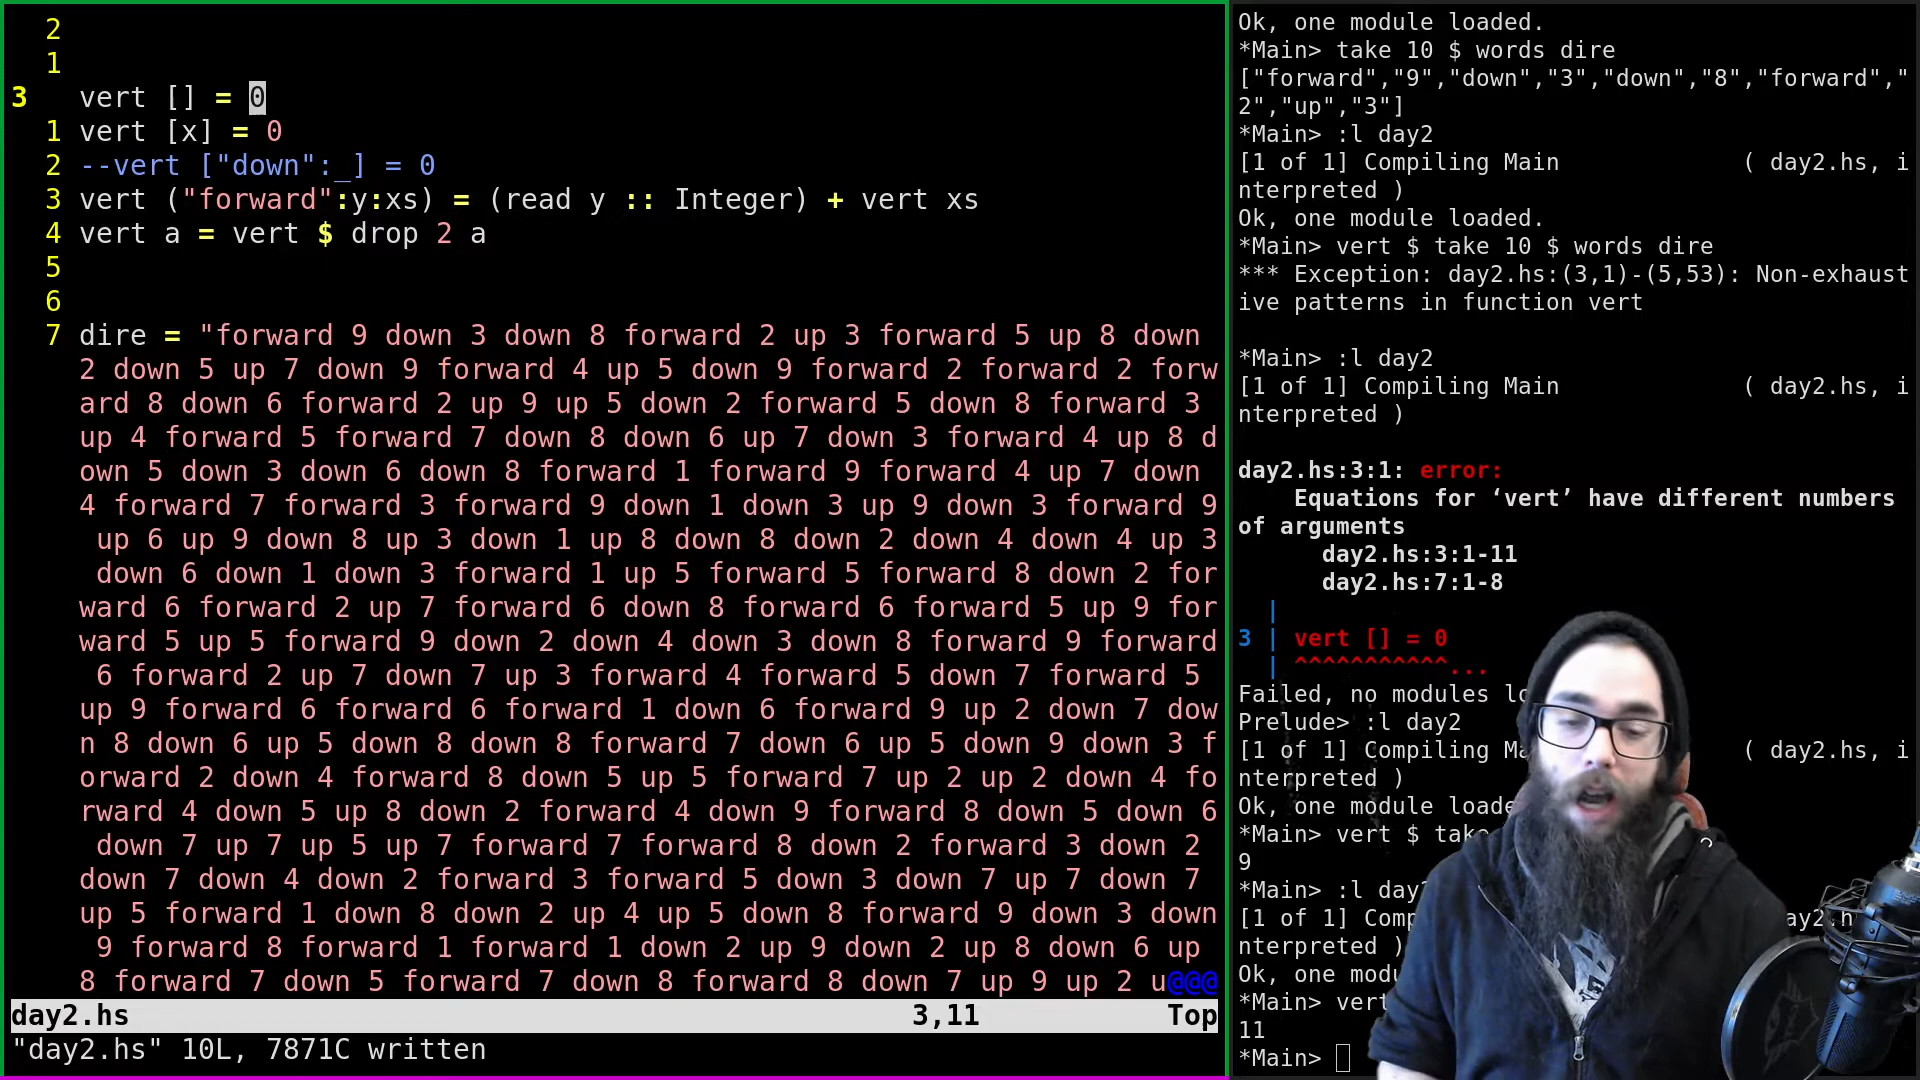 2
1
3 vert [] = 0
1 vert [x] = 0
2 --vert ["down":_] = 0
3 vert ("forward":y:xs) = (read y :: Integer) + vert xs
4 vert a = vert $ drop 2 a
5
6
7 dire = "forward 9 down 3 down 8 forward 2 up 3 forward 5 up 8 down
2 down 5 up 7 down 9 forward 4 up 5 down 9 forward 2 forward 2 forw
ard 8 down 6 forward 2 up 9 up 5 down 2 forward 5 down 8 forward 3
up 4 forward 5 forward 7 down 8 down 6 up 7 down 3 forward 4 up 8 d
own 5 down 3 down 6 down 8 forward 1 forward 9 forward 4 up 7 down
4 forward 7 forward 3 forward 9 down 1 down 3 up 9 down 3 forward 9
up 6 up 9 down 8 up 3 down 1 up 8 down 8 down 2 down 4 down 4 up 3
down 6 down 1 down 3 forward 1 up 5 forward 5 forward 8 down 2 for
ward 6 forward 2 up 7 forward 6 down 8 forward 6 forward 5 up 9 for
ward 5 up 5 forward 9 down 2 down 4 down 3 down 8 forward 9 forward
6 forward 2 up 7 down 7 up 3 forward 4 forward 5 down 7 forward 5
up 9 forward 6 forward 6 forward 1 down 6 forward 9 up 2 down 7 dow
n 8 down 6 up 5 down 8 down 8 forward 7 down 6 up 5 down 9 down 3 f
orward 2 down 4 forward 8 down 5 up 5 forward 7 up 2 up 2 down 4 fo
rward 4 down 5 up 8 down 2 forward 4 down 9 forward 8 down 5 down 6
down 7 up 7 up 5 up 7 forward 7 forward 8 down 2 forward 3 down 2
down 7 down 4 down 2 forward 3 forward 5 down 3 down 7 up 7 down 7
up 5 forward 1 down 8 down 2 up 4 up 5 down 8 forward 9 down 3 down
9 forward 8 forward 1 forward 1 down 2 up 9 down 2 up 8 down 6 up
8 forward 7 down 5 forward 7 down 8 forward 8 down 7 up 9 up 2 u@@@
day2.hs 3,11 Top
"day2.hs" 10L, 7871C written
Ok, one module loaded.
*Main> take 10 $ words dire
["forward","9","down","3","down","8","forward","
2","up","3"]
*Main> :l day2
[1 of 1] Compiling Main ( day2.hs, i
nterpreted )
Ok, one module loaded.
*Main> vert $ take 10 $ words dire
*** Exception: day2.hs:(3,1)-(5,53): Non-exhaust
ive patterns in function vert
*Main> :l day2
[1 of 1] Compiling Main ( day2.hs, i
nterpreted )
day2.hs:3:1: error:
Equations for ‘vert’ have different numbers
of arguments
day2.hs:3:1-11
day2.hs:7:1-8
|
3 | vert [] = 0
| ^^^^^^^^^^^...
Failed, no modules lo
Prelude> :l day2
[1 of 1] Compiling Ma ( day2.hs, i
nterpreted )
Ok, one module loade
*Main> vert $ take
9
*Main> :l day2
[1 of 1] Comp day2.h
nterpreted )
Ok, one modu
*Main> vert
11
*Main>